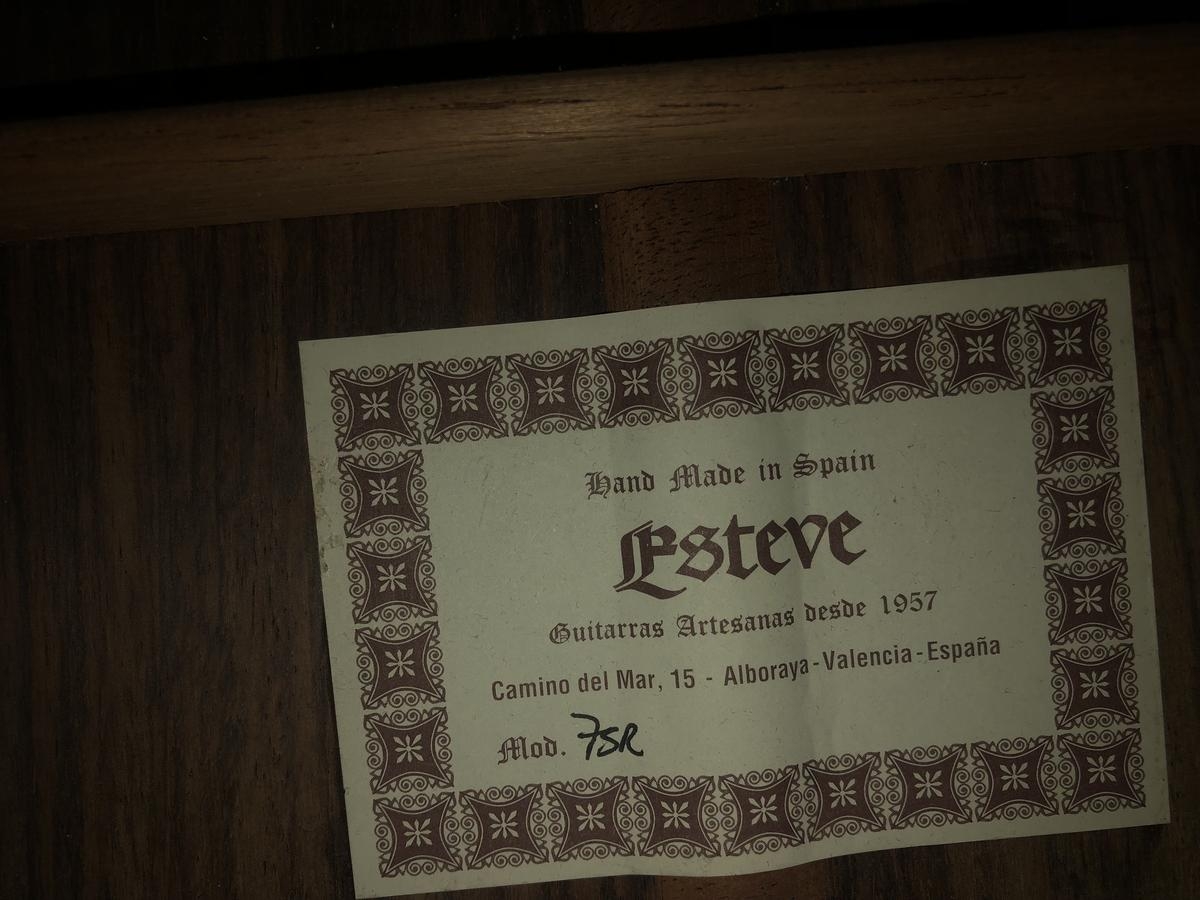 Hand Made in Spain
Esteve
Guitarras Artesanas desde 1957
Camino del Mar, 15 - Alboraya-Valencia-España
Mod. 7SR